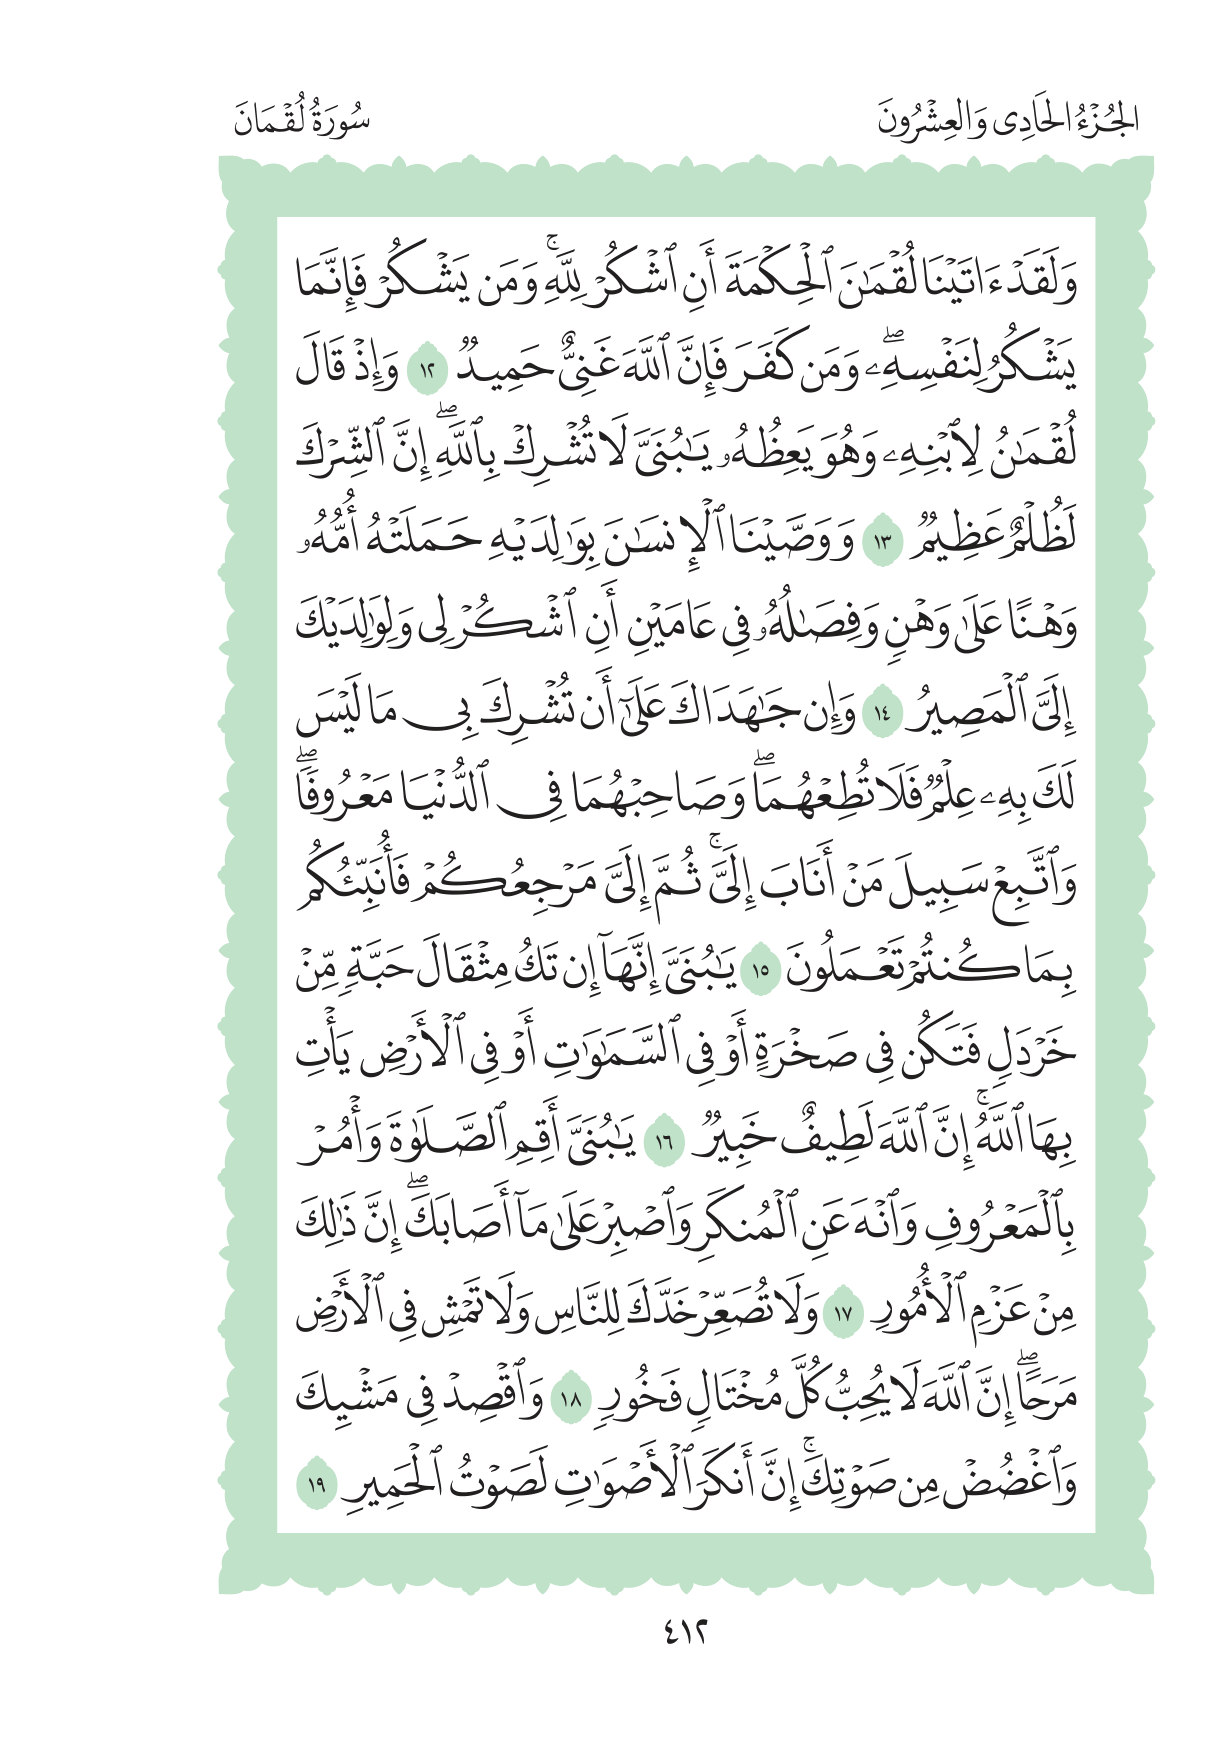 الجُزْءُ الحَادِى وَالعِشْرُونَ
سُورَةُ لُقْمَانَ
وَلَقَدْ ءَاتَيْنَا لُقْمَٰنَ ٱلْحِكْمَةَ أَنِ ٱشْكُرْ لِلَّهِۚ وَمَن يَشْكُرْ فَإِنَّمَا
يَشْكُرُ لِنَفْسِهِۦۖ وَمَن كَفَرَ فَإِنَّ ٱللَّهَ غَنِىٌّ حَمِيدٌ ١٢ وَإِذْ قَالَ
لُقْمَٰنُ لِٱبْنِهِۦ وَهُوَ يَعِظُهُۥ يَٰبُنَىَّ لَا تُشْرِكْ بِٱللَّهِۖ إِنَّ ٱلشِّرْكَ
لَظُلْمٌ عَظِيمٌ ١٣ وَوَصَّيْنَا ٱلْإِنسَٰنَ بِوَٰلِدَيْهِ حَمَلَتْهُ أُمُّهُۥ
وَهْنًا عَلَىٰ وَهْنٍ وَفِصَٰلُهُۥ فِى عَامَيْنِ أَنِ ٱشْكُرْ لِى وَلِوَٰلِدَيْكَ
إِلَىَّ ٱلْمَصِيرُ ١٤ وَإِن جَٰهَدَاكَ عَلَىٰٓ أَن تُشْرِكَ بِى مَا لَيْسَ
لَكَ بِهِۦ عِلْمٌ فَلَا تُطِعْهُمَاۖ وَصَاحِبْهُمَا فِى ٱلدُّنْيَا مَعْرُوفًاۖ
وَٱتَّبِعْ سَبِيلَ مَنْ أَنَابَ إِلَىَّۚ ثُمَّ إِلَىَّ مَرْجِعُكُمْ فَأُنَبِّئُكُم
بِمَا كُنتُمْ تَعْمَلُونَ ١٥ يَٰبُنَىَّ إِنَّهَآ إِن تَكُ مِثْقَالَ حَبَّةٍ مِّنْ
خَرْدَلٍ فَتَكُن فِى صَخْرَةٍ أَوْ فِى ٱلسَّمَٰوَٰتِ أَوْ فِى ٱلْأَرْضِ يَأْتِ
بِهَا ٱللَّهُۚ إِنَّ ٱللَّهَ لَطِيفٌ خَبِيرٌ ١٦ يَٰبُنَىَّ أَقِمِ ٱلصَّلَوٰةَ وَأْمُرْ
بِٱلْمَعْرُوفِ وَٱنْهَ عَنِ ٱلْمُنكَرِ وَٱصْبِرْ عَلَىٰ مَآ أَصَابَكَۖ إِنَّ ذَٰلِكَ
مِنْ عَزْمِ ٱلْأُمُورِ ١٧ وَلَا تُصَعِّرْ خَدَّكَ لِلنَّاسِ وَلَا تَمْشِ فِى ٱلْأَرْضِ
مَرَحًاۖ إِنَّ ٱللَّهَ لَا يُحِبُّ كُلَّ مُخْتَالٍ فَخُورٍ ١٨ وَٱقْصِدْ فِى مَشْيِكَ
وَٱغْضُضْ مِن صَوْتِكَۚ إِنَّ أَنكَرَ ٱلْأَصْوَٰتِ لَصَوْتُ ٱلْحَمِيرِ ١٩
٤١٢